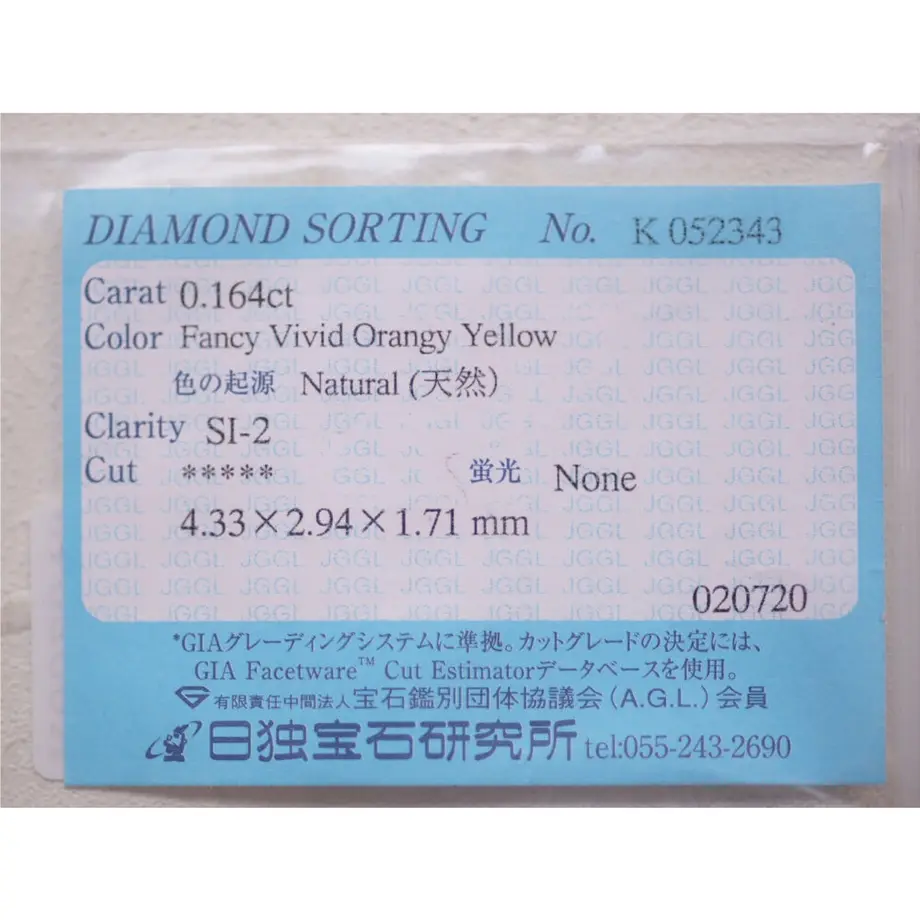 DIAMOND SORTING No. K 052343
Carat 0.164ct
Color Fancy Vivid Orangy Yellow
色の起源 Natural (天然)
Clarity SI-2
Cut ***** 蛍光 None
4.33×2.94×1.71 mm
020720
*GIAグレーディングシステムに準拠。カットグレードの決定には、
GIA Facetware™ Cut Estimatorデータベースを使用。
有限責任中間法人宝石鑑別団体協議会(A.G.L.)会員
日独宝石研究所 tel:055-243-2690